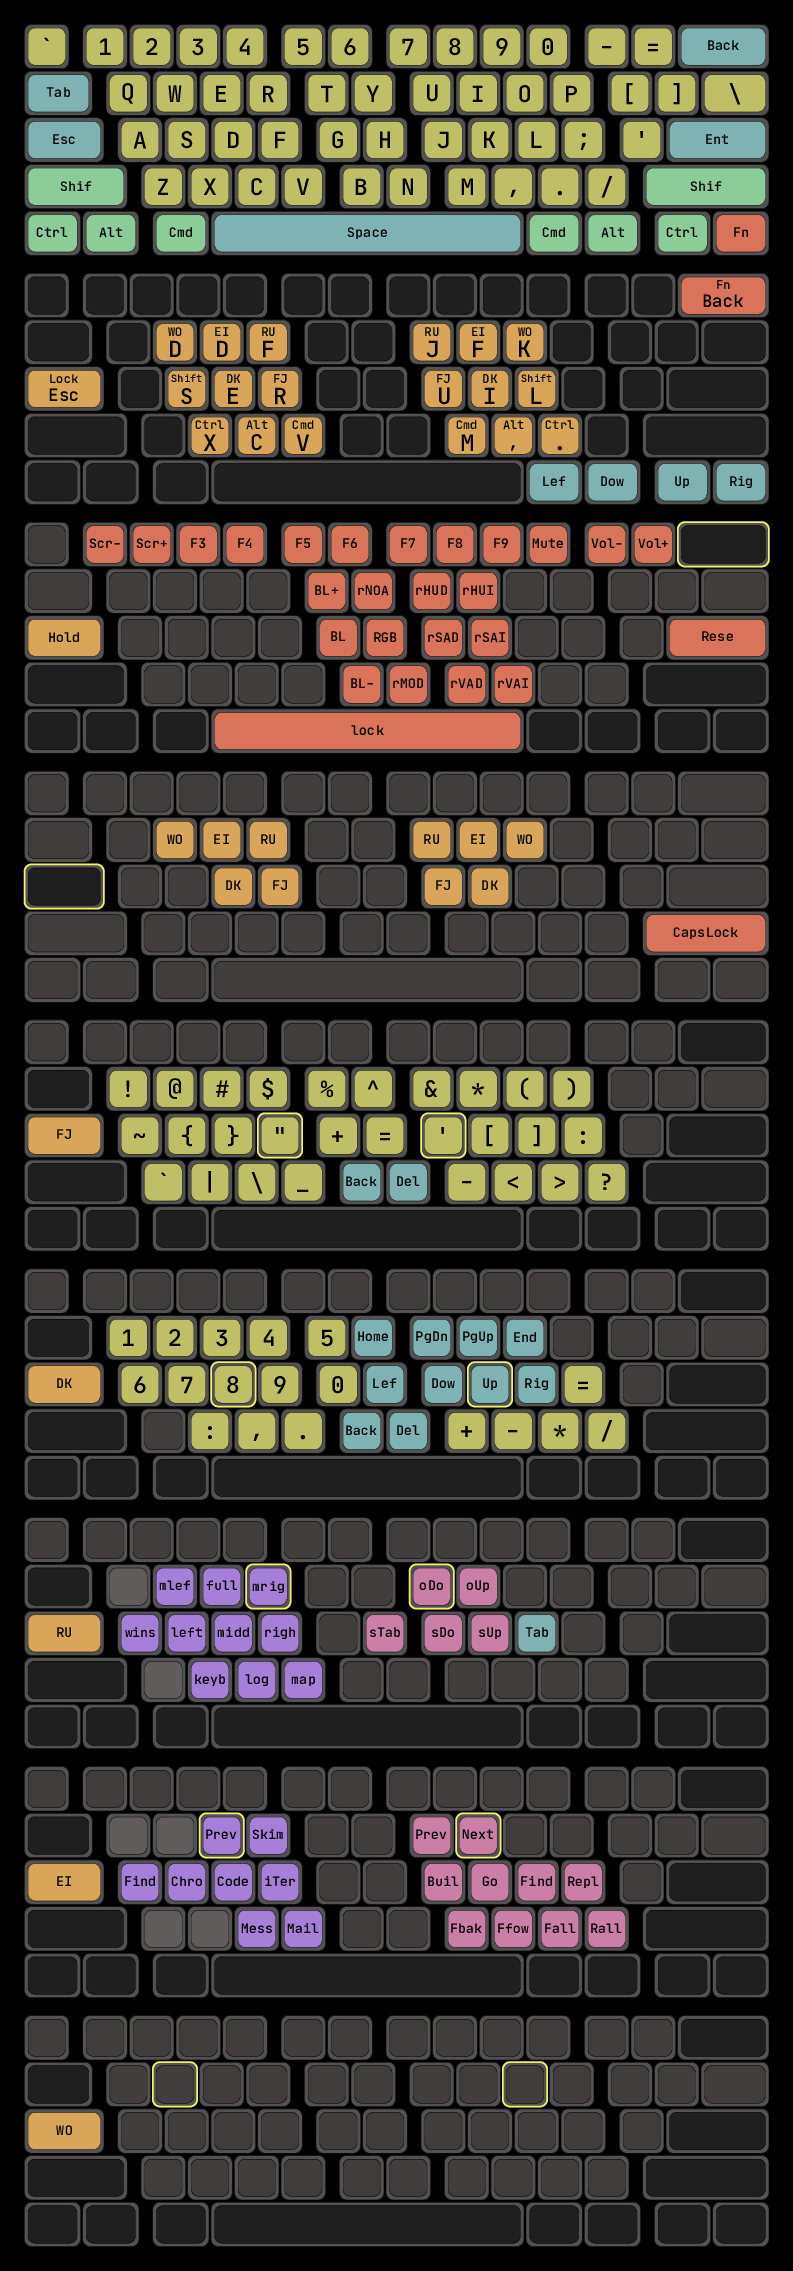 ` 1 2 3 4 5 6 7 8 9 0 - = Back
Tab Q W E R T Y U I O P [ ] \
Esc A S D F G H J K L ; ' Ent
Shif Z X C V B N M , . / Shif
Ctrl Alt Cmd Space Cmd Alt Ctrl Fn
Fn
Back
WO EI RU RU EI WO
D D F J F K
Lock Shift DK FJ FJ DK Shift
Esc S E R U I L
Ctrl Alt Cmd Cmd Alt Ctrl
X C V M , .
Lef Dow Up Rig
Scr- Scr+ F3 F4 F5 F6 F7 F8 F9 Mute Vol- Vol+
BL+ rNOA rHUD rHUI
Hold BL RGB rSAD rSAI Rese
BL- rMOD rVAD rVAI
lock
WO EI RU RU EI WO
DK FJ FJ DK
CapsLock
! @ # $ % ^ & * ( )
FJ ~ { } " + = ' [ ] :
` | \ _ Back Del - < > ?
1 2 3 4 5 Home PgDn PgUp End
DK 6 7 8 9 0 Lef Dow Up Rig =
: , . Back Del + - * /
mlef full mrig oDo oUp
RU wins left midd righ sTab sDo sUp Tab
keyb log map
Prev Skim Prev Next
EI Find Chro Code iTer Buil Go Find Repl
Mess Mail Fbak Ffow Fall Rall
WO